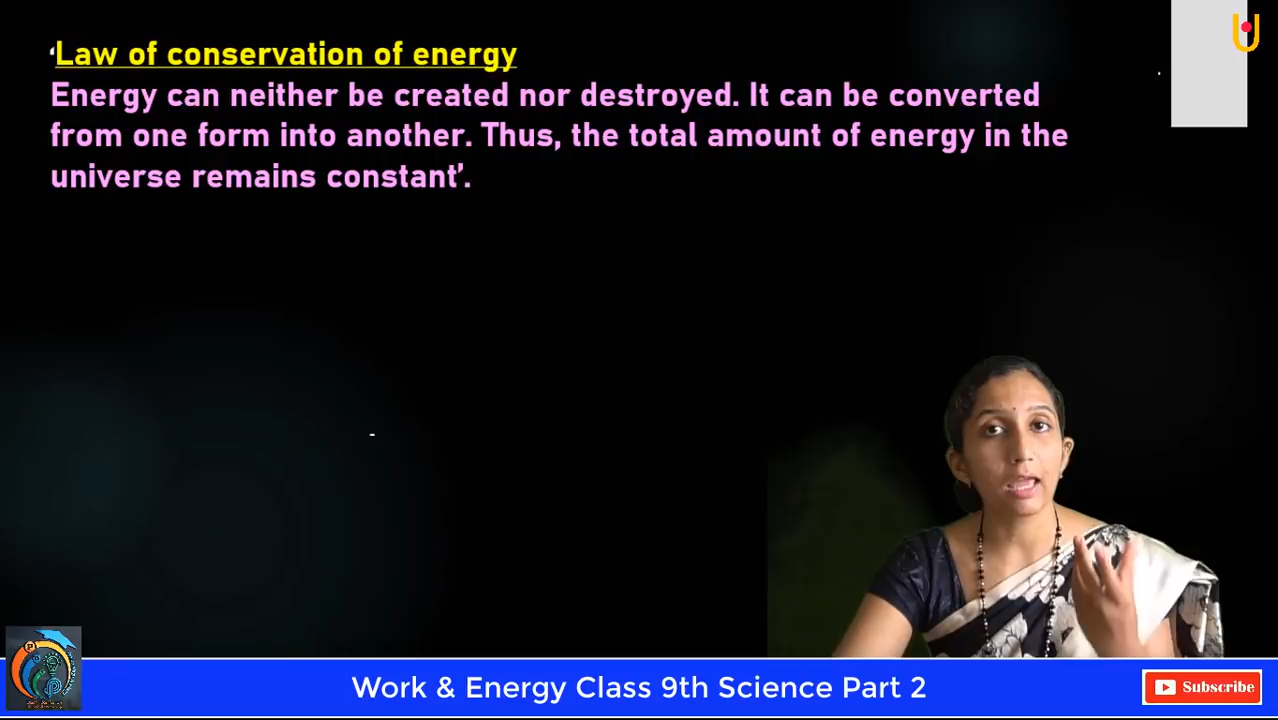 ‘Law of conservation of energy
Energy can neither be created nor destroyed. It can be converted
from one form into another. Thus, the total amount of energy in the
universe remains constant’.
Work & Energy Class 9th Science Part 2
Subscribe